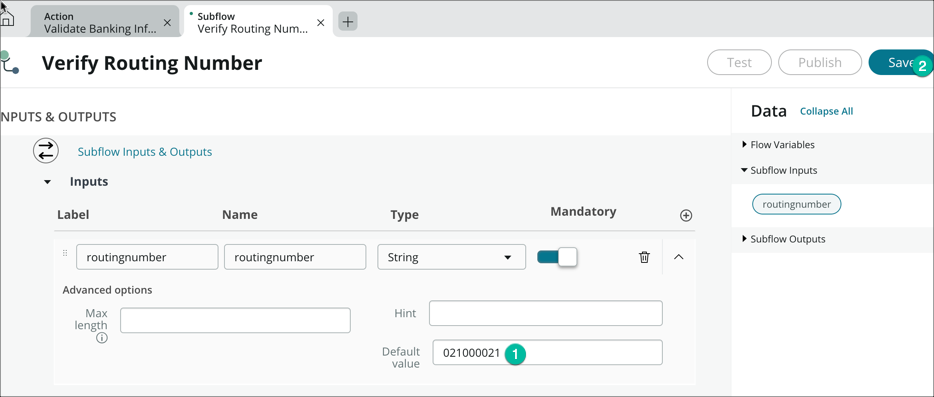 Action
Validate Banking Inf...
Subflow
Verify Routing Num...
Verify Routing Number
Test
Publish
Save
2
NPUTS & OUTPUTS
Data
Collapse All
Subflow Inputs & Outputs
Flow Variables
Inputs
Subflow Inputs
Label
Name
Type
Mandatory
routingnumber
Subflow Outputs
routingnumber
routingnumber
String
Advanced options
Max
length
Hint
Default
value
021000021
1